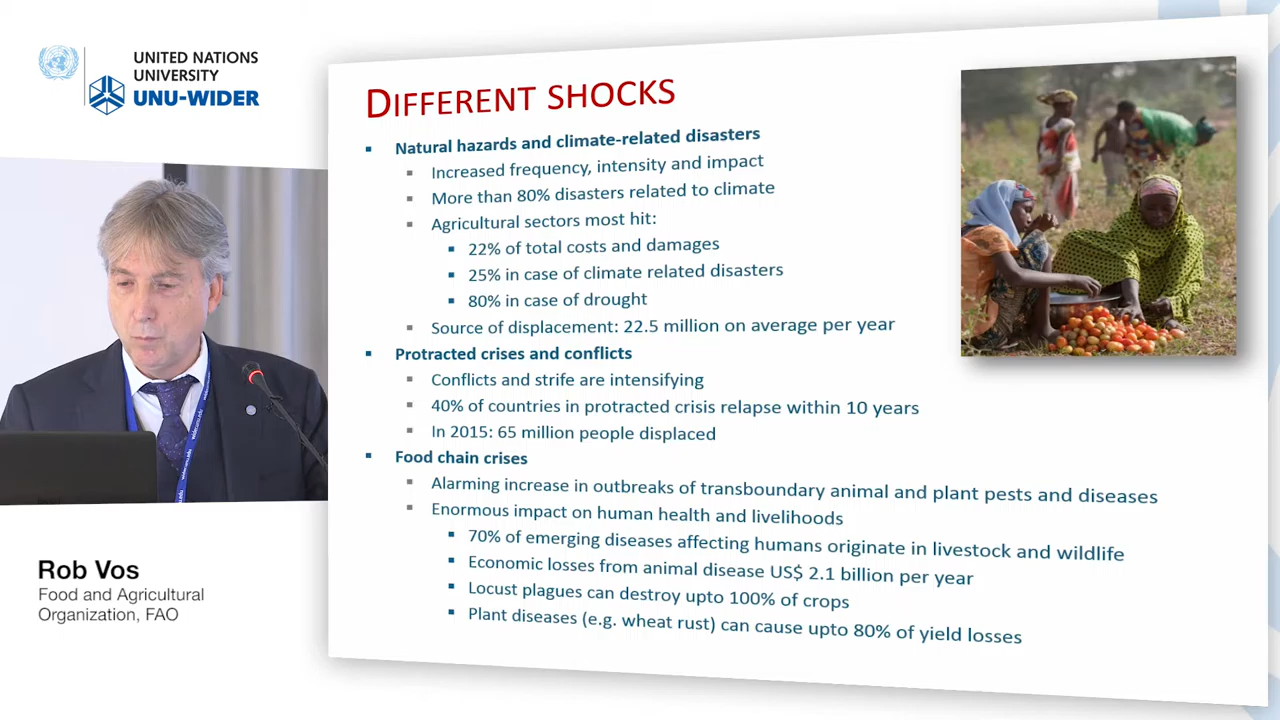 UNITED NATIONS
UNIVERSITY
UNU-WIDER
DIFFERENT SHOCKS
Natural hazards and climate-related disasters
Increased frequency, intensity and impact
More than 80% disasters related to climate
Agricultural sectors most hit:
22% of total costs and damages
25% in case of climate related disasters
80% in case of drought
Source of displacement: 22.5 million on average per year
Protracted crises and conflicts
Conflicts and strife are intensifying
40% of countries in protracted crisis relapse within 10 years
In 2015: 65 million people displaced
Food chain crises
Alarming increase in outbreaks of transboundary animal and plant pests and diseases
Enormous impact on human health and livelihoods
70% of emerging diseases affecting humans originate in livestock and wildlife
Economic losses from animal disease US$ 2.1 billion per year
Locust plagues can destroy upto 100% of crops
Plant diseases (e.g. wheat rust) can cause upto 80% of yield losses
Rob Vos
Food and Agricultural
Organization, FAO